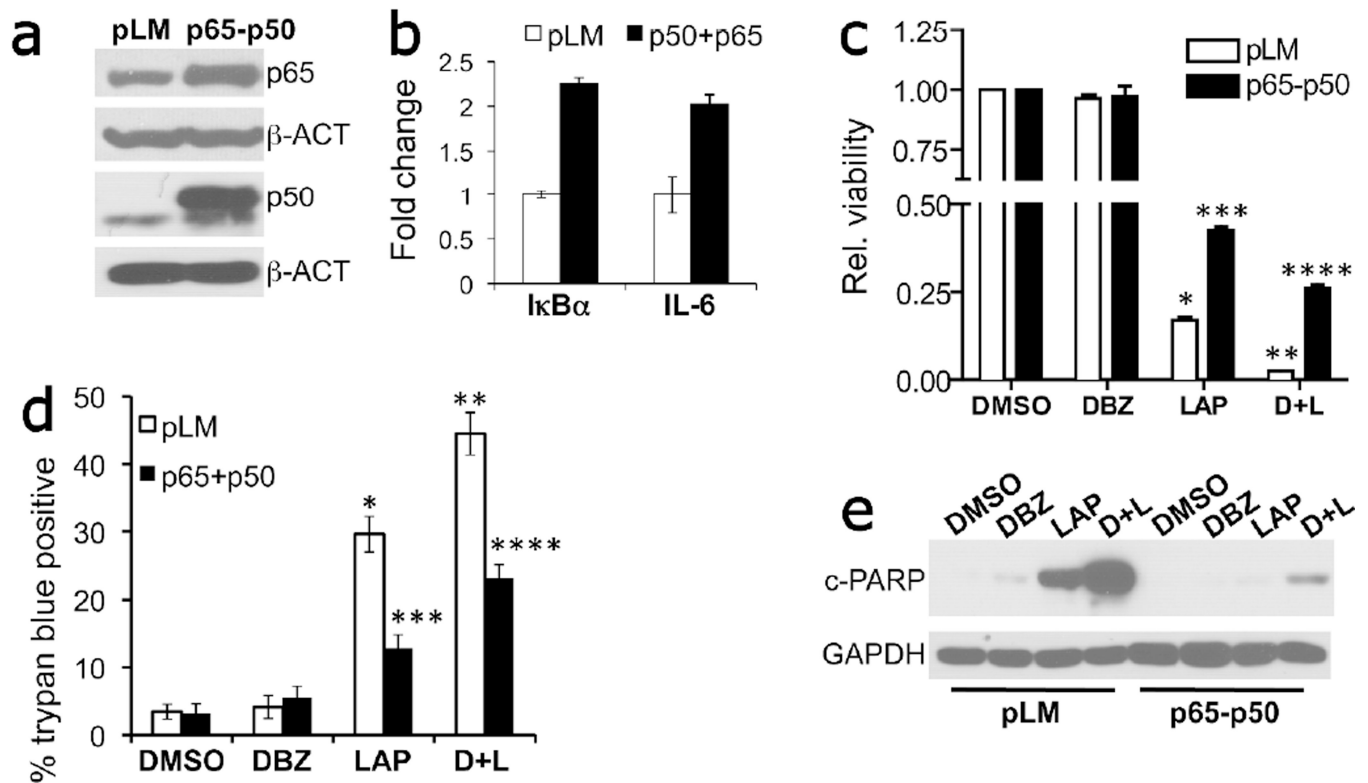 a
pLM p65-p50
p65
β-ACT
p50
β-ACT
b
pLM p50+p65
Fold change
2.5
2
1.5
1
0.5
0
IκBα IL-6
c
pLM
p65-p50
Rel. viability
1.25
1.00
0.75
0.50
0.25
0.00
* *** ** ****
DMSO DBZ LAP D+L
d
pLM
p65+p50
% trypan blue positive
50
40
30
20
10
0
* *** ** ****
DMSO DBZ LAP D+L
e
DMSO DBZ LAP D+L DMSO DBZ LAP D+L
c-PARP
GAPDH
pLM p65-p50